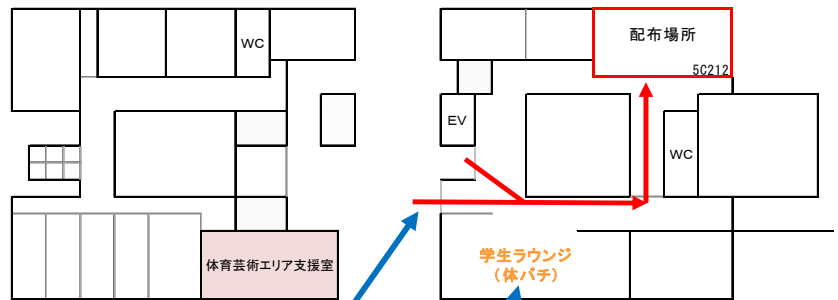 WC
配布場所
5C212
EV
WC
体育芸術エリア支援室
学生ラウンジ
（体パチ）